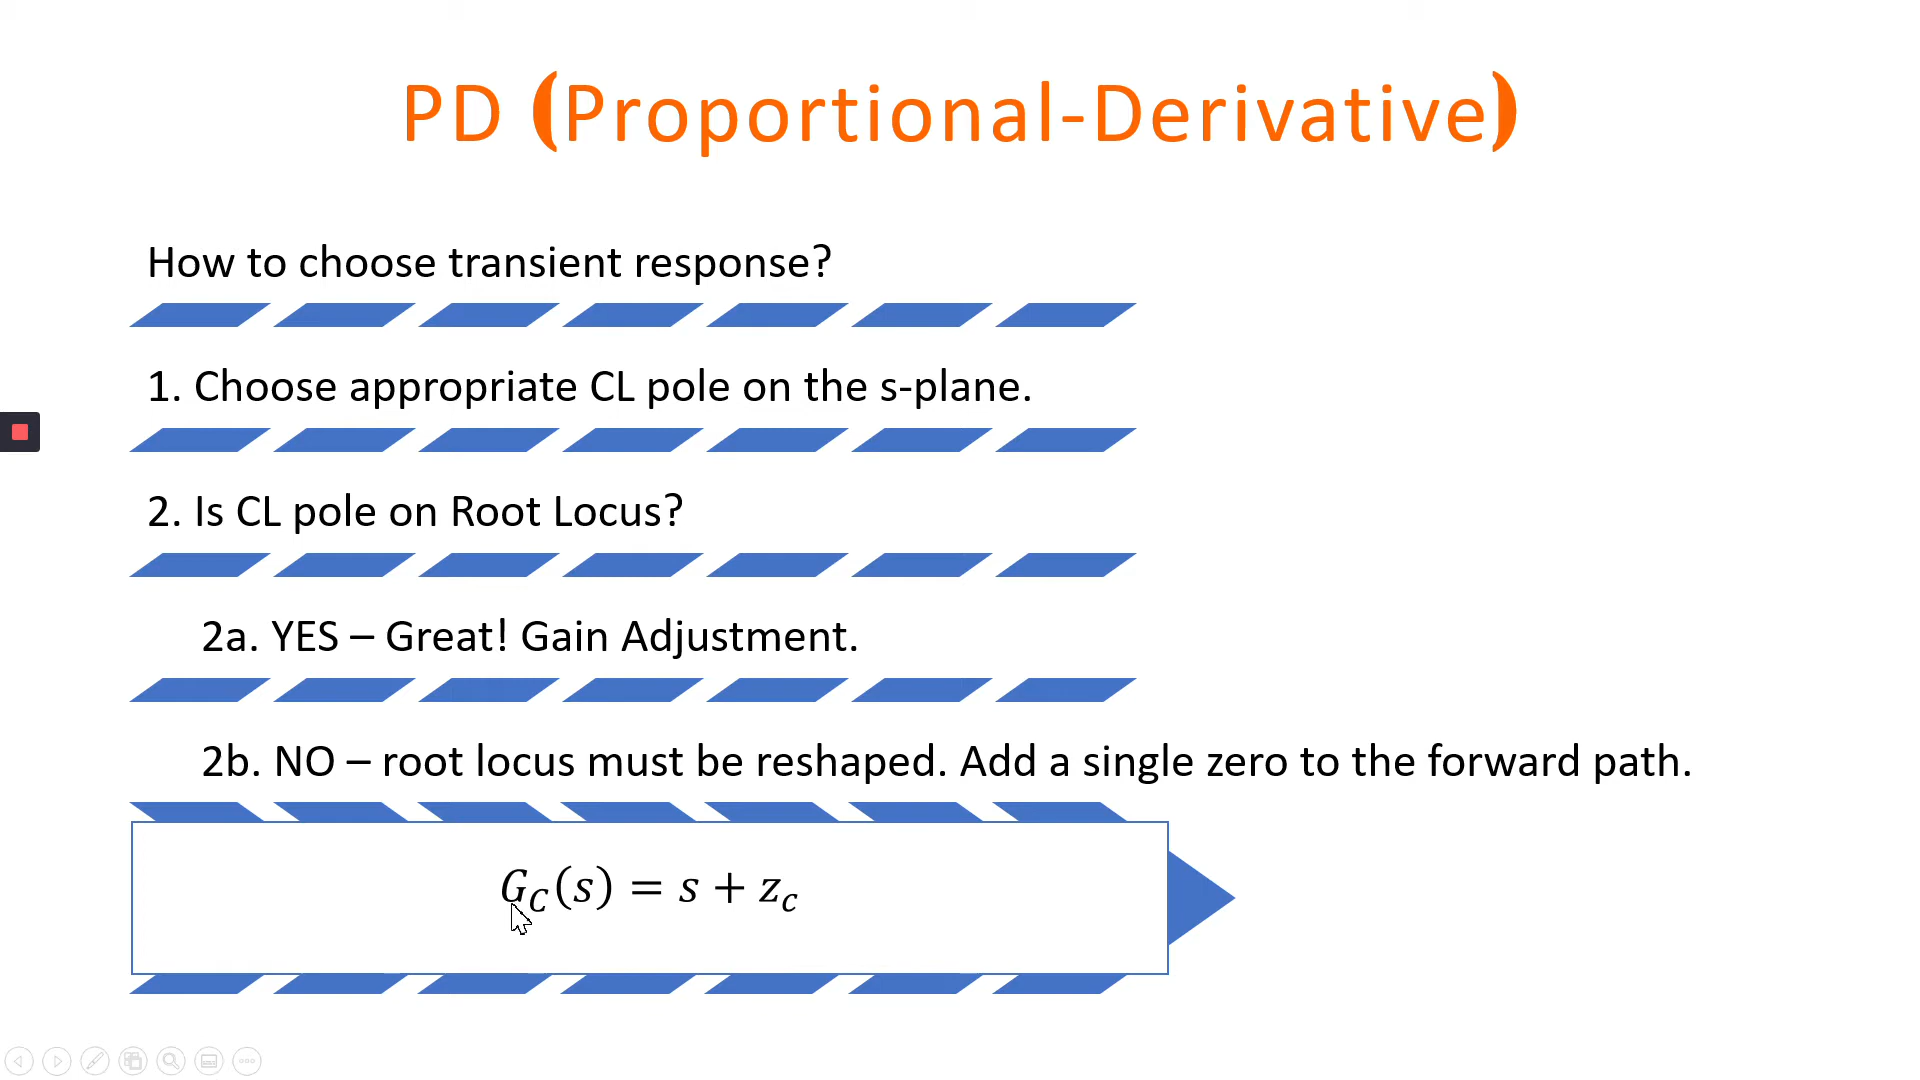 PD (Proportional-Derivative)
How to choose transient response?
1. Choose appropriate CL pole on the s-plane.
2. Is CL pole on Root Locus?
2a. YES – Great! Gain Adjustment.
2b. NO – root locus must be reshaped. Add a single zero to the forward path.
G_C(s) = s + z_c